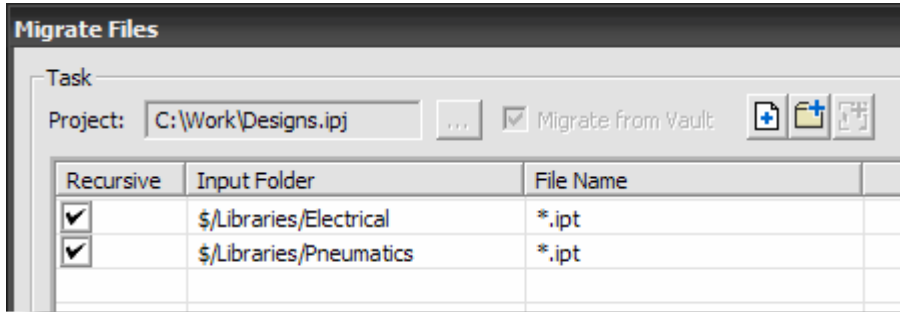 Migrate Files
Task
Project: C:\Work\Designs.ipj ... Migrate from Vault
Recursive Input Folder File Name
$/Libraries/Electrical *.ipt
$/Libraries/Pneumatics *.ipt